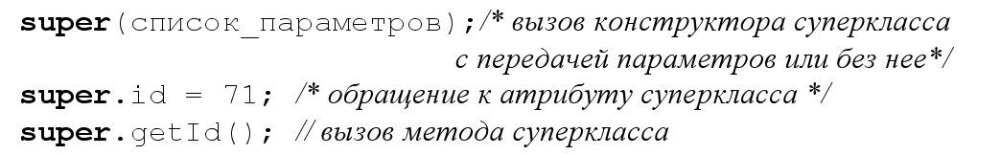 super(список_параметров);/* вызов конструктора суперкласса
с передачей параметров или без нее*/
super.id = 71; /* обращение к атрибуту суперкласса */
super.getId(); // вызов метода суперкласса